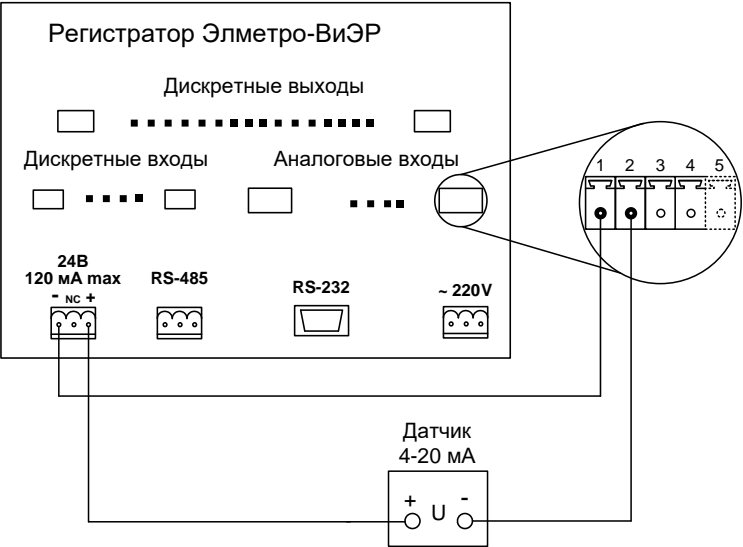 Регистратор Элметро-ВиЭР
Дискретные выходы
Дискретные входы
Аналоговые входы
1 2 3 4 5
24В
120 мА max
- NC +
RS-485
RS-232
~ 220V
Датчик
4-20 мА
+ U -